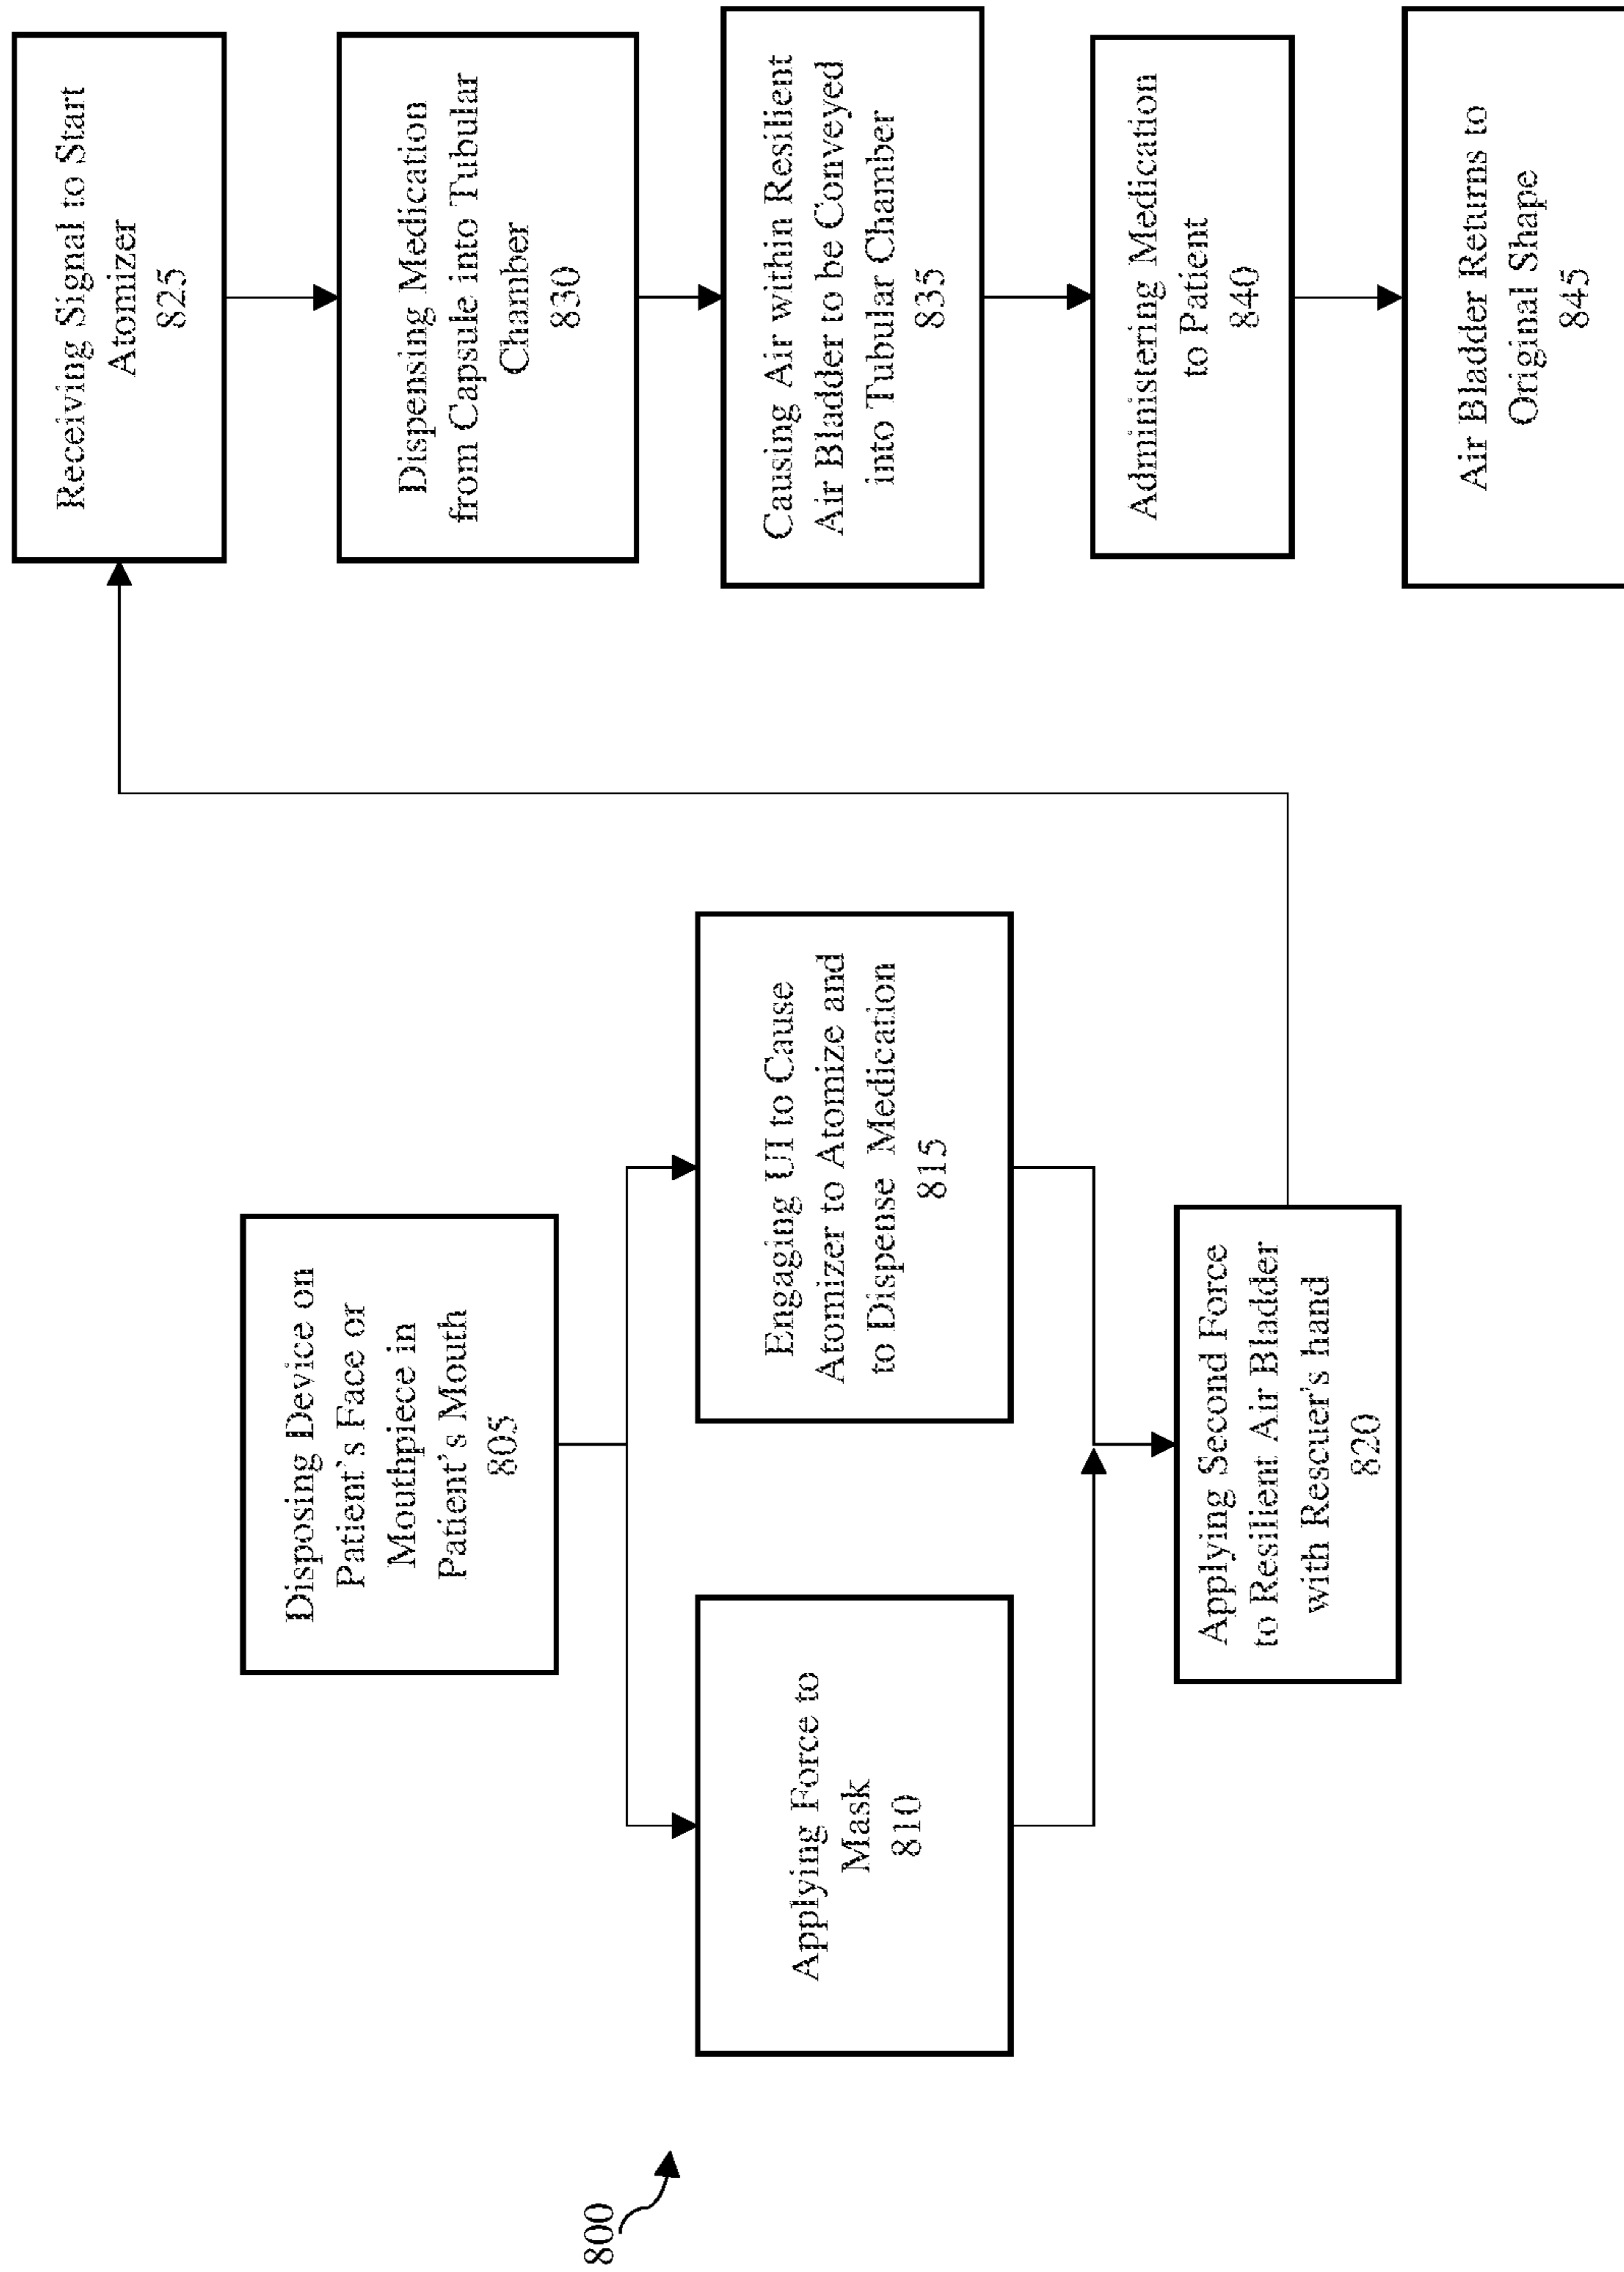 800
Disposing Device on
Patient's Face or
Mouthpiece in
Patient's Mouth
805
Applying Force to
Mask
810
Engaging UI to Cause
Atomizer to Atomize and
to Dispense Medication
815
Applying Second Force
to Resilient Air Bladder
with Rescuer's hand
820
Receiving Signal to Start
Atomizer
825
Dispensing Medication
from Capsule into Tubular
Chamber
830
Causing Air within Resilient
Air Bladder to be Conveyed
into Tubular Chamber
835
Administering Medication
to Patient
840
Air Bladder Returns to
Original Shape
845